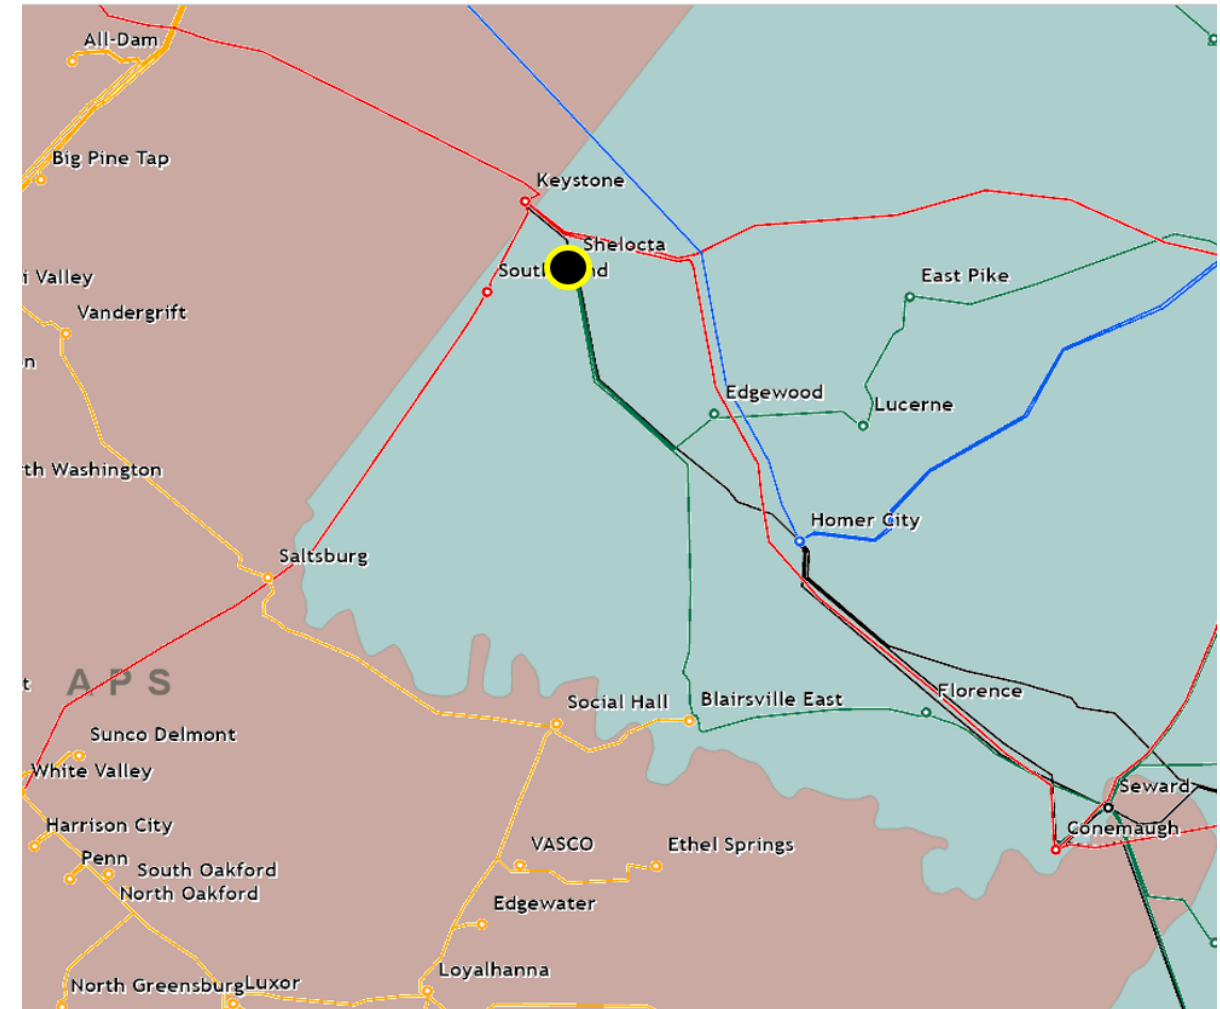 All-Dam
Big Pine Tap
Keystone
Shelocta
i Valley
East Pike
Vandergrift
n
Edgewood
Lucerne
th Washington
Homer City
Saltsburg
t
A P S
Florence
Social Hall
Blairsville East
Sunco Delmont
White Valley
Seward
Harrison City
Conemaugh
VASCO
Ethel Springs
Penn
South Oakford
North Oakford
Edgewater
Loyalhanna
North Greensburg
Luxor